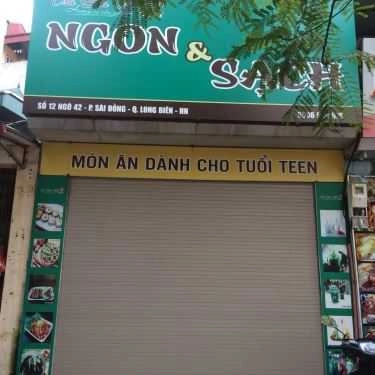 NGON & SẠCH
SỐ 12 NGÕ 42 - P. SÀI ĐỒNG - Q. LONG BIÊN - HN
MÓN ĂN DÀNH CHO TUỔI TEEN